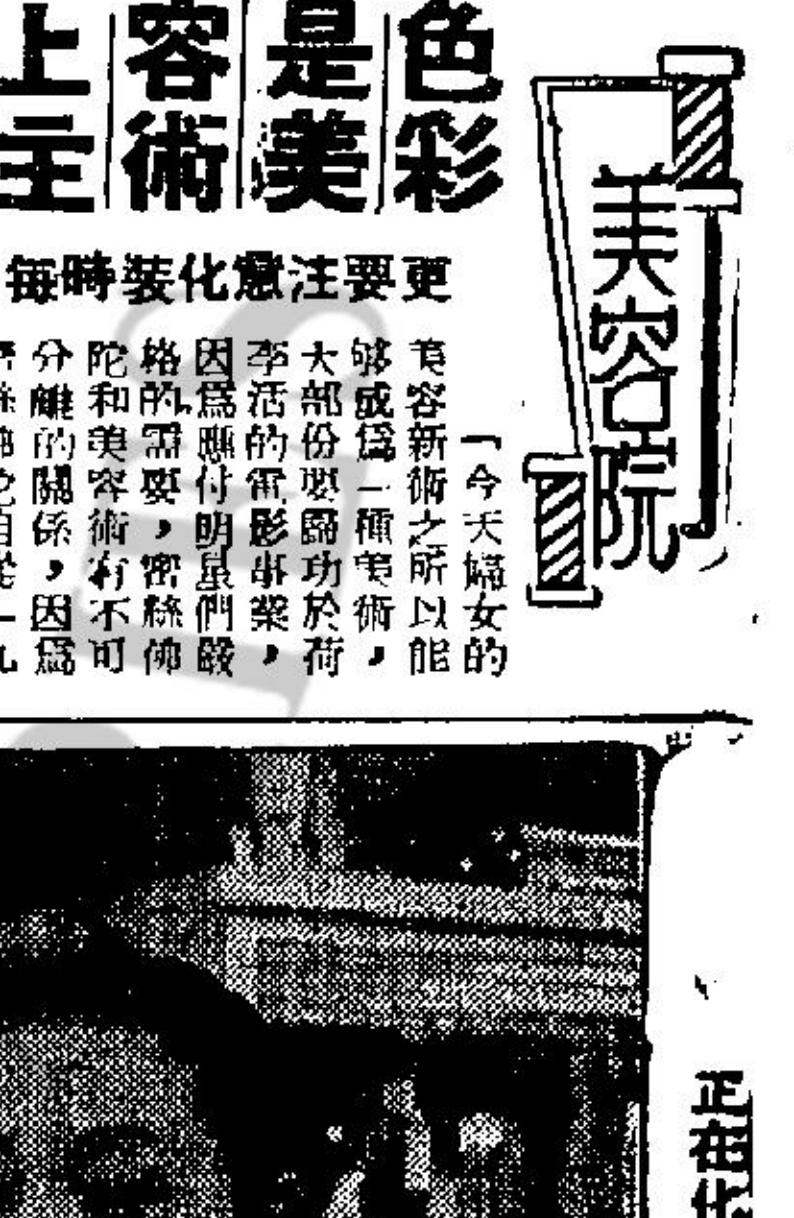 美容院
色彩
是美
容術
上主
更要注意化装時每
「今天婦女的
美容新術之所以能
够成爲一種美術，
大部份要歸功於荷
李活的電影事業，
因爲應付明星們嚴
格的需要，密絲佛
陀和美容術有不可
分離的關係，因爲
正在化